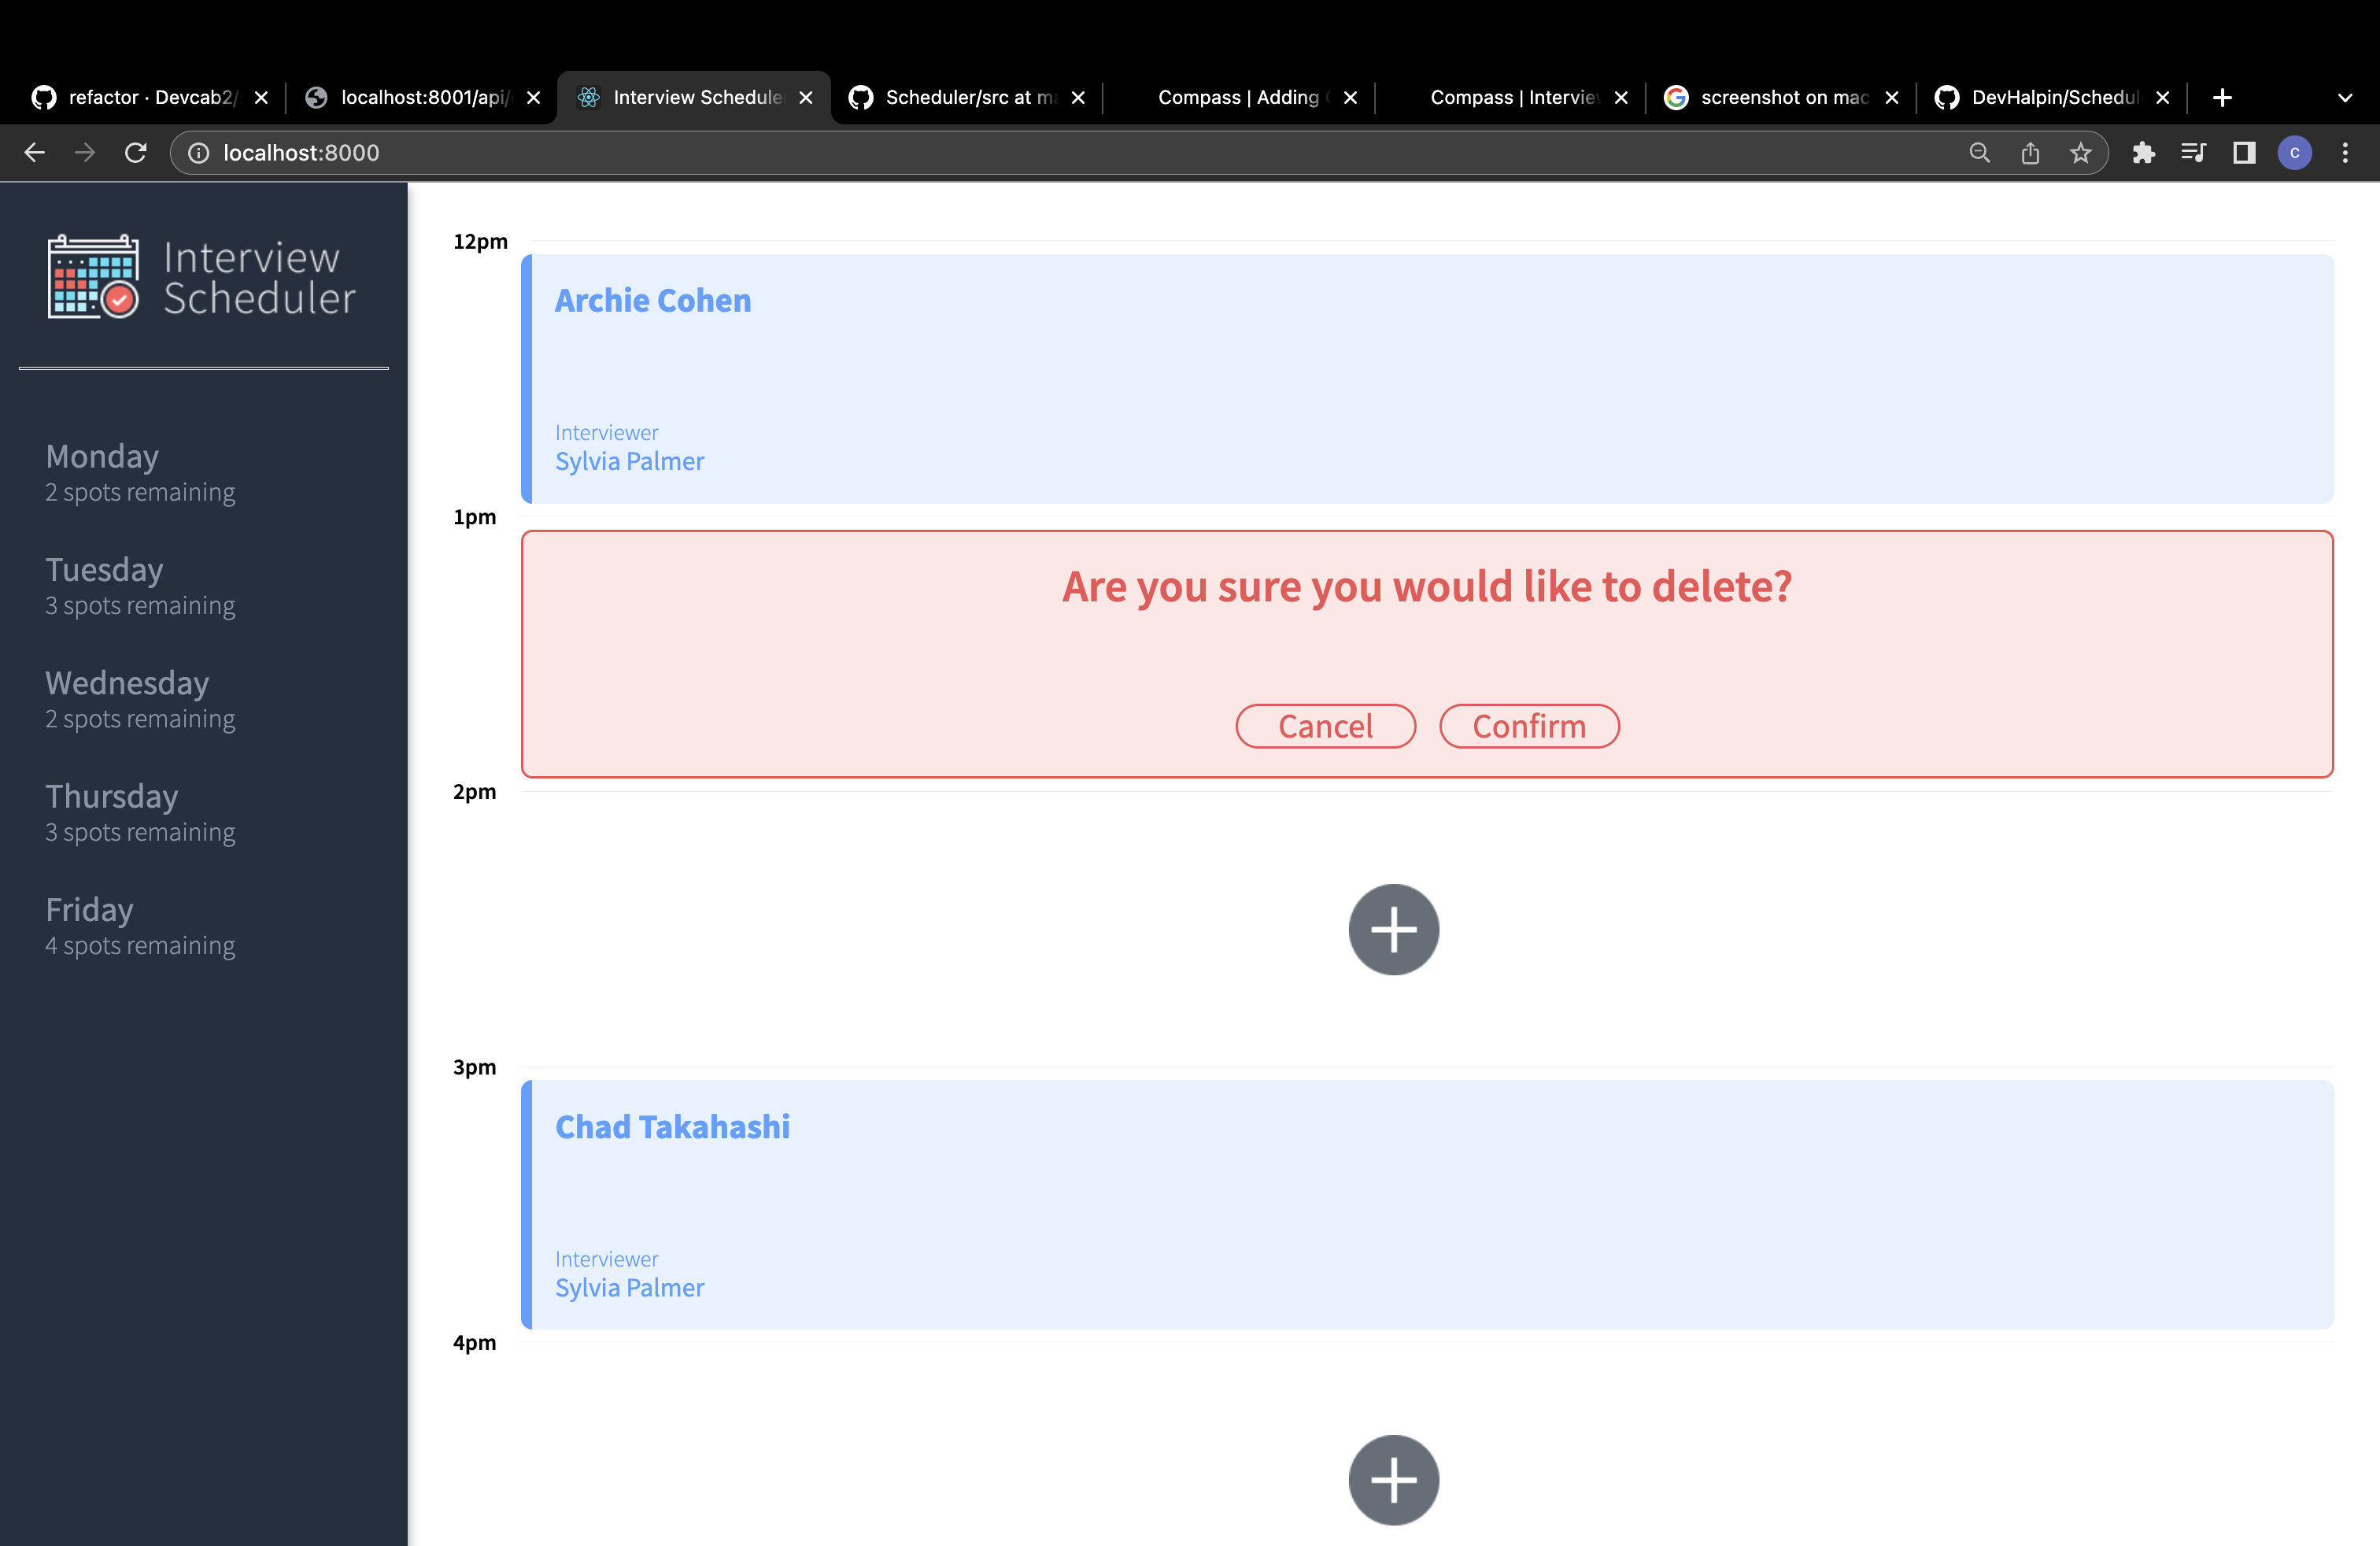 refactor · Devcab2/
localhost:8001/api/
Interview Schedule
Scheduler/src at ma
Compass | Adding
Compass | Interview
screenshot on mac
DevHalpin/Schedul
localhost:8000
C
Interview
Scheduler
Monday
2 spots remaining
Tuesday
3 spots remaining
Wednesday
2 spots remaining
Thursday
3 spots remaining
Friday
4 spots remaining
12pm
Archie Cohen
Interviewer
Sylvia Palmer
1pm
Are you sure you would like to delete?
Cancel Confirm
2pm
3pm
Chad Takahashi
Interviewer
Sylvia Palmer
4pm